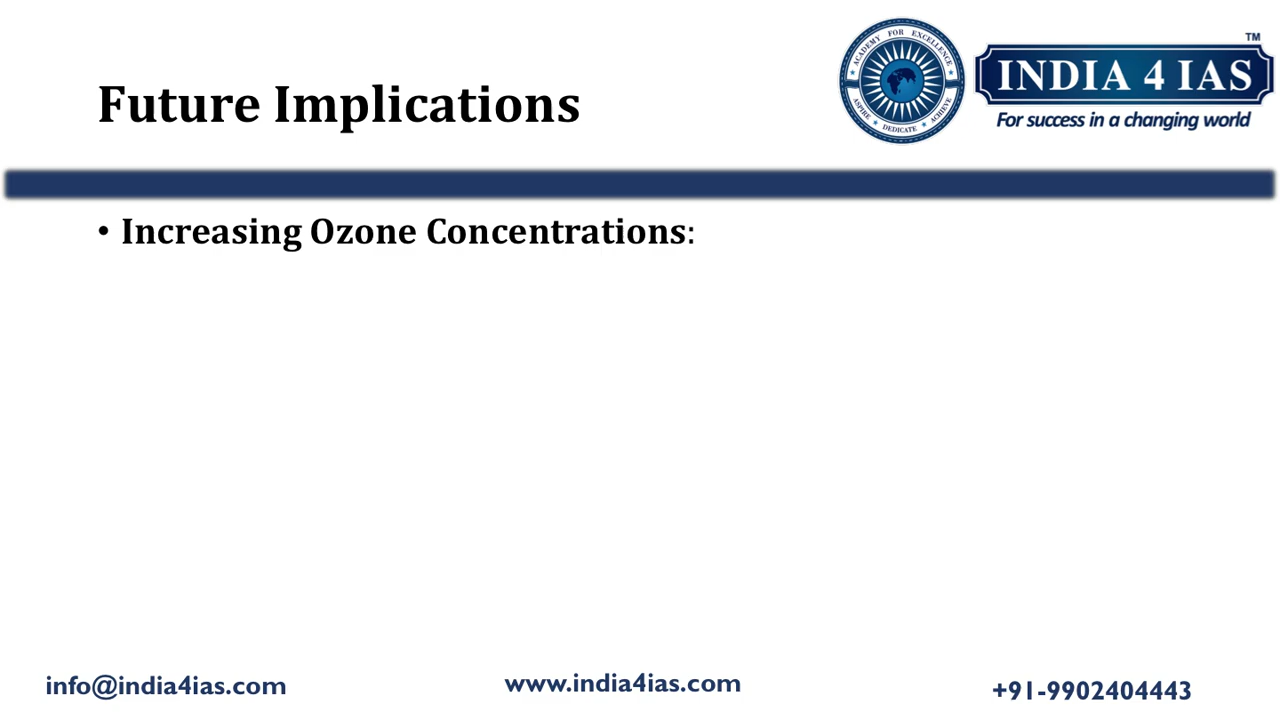 Future Implications
ACADEMY FOR EXCELLENCE
ASPIRE ★ DEDICATE ★ ACHIEVE
INDIA 4 IAS
TM
For success in a changing world
• Increasing Ozone Concentrations:
info@india4ias.com
www.india4ias.com
+91-9902404443